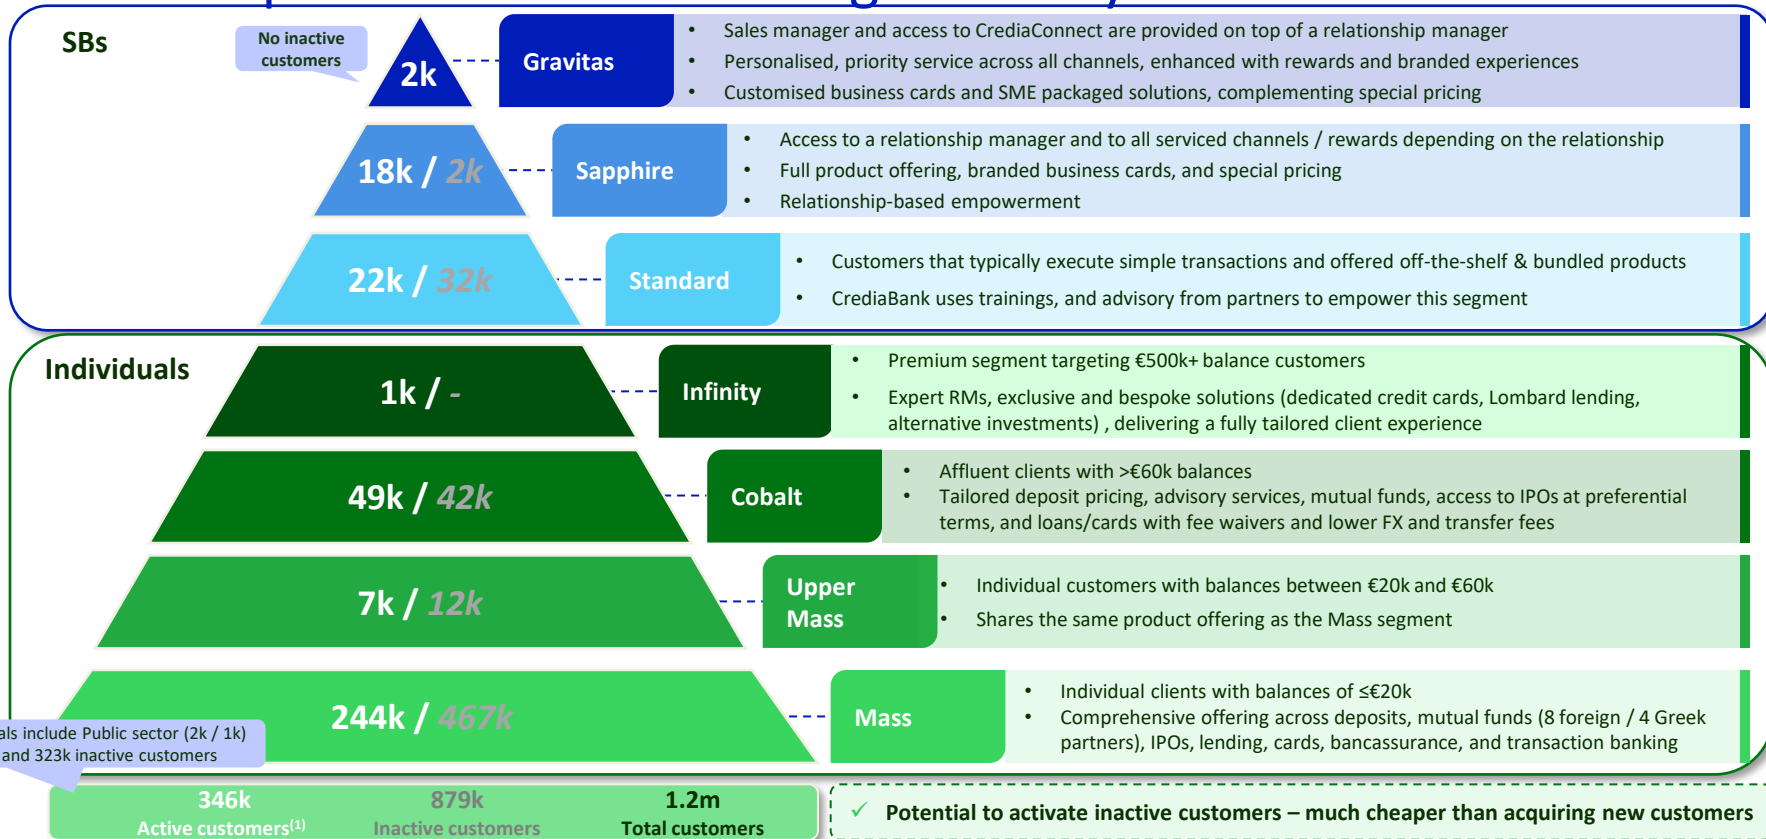 SBs
No inactive
customers
2k
Gravitas
• Sales manager and access to CrediaConnect are provided on top of a relationship manager
• Personalised, priority service across all channels, enhanced with rewards and branded experiences
• Customised business cards and SME packaged solutions, complementing special pricing
18k / 2k
Sapphire
• Access to a relationship manager and to all serviced channels / rewards depending on the relationship
• Full product offering, branded business cards, and special pricing
• Relationship-based empowerment
22k / 32k
Standard
• Customers that typically execute simple transactions and offered off-the-shelf & bundled products
• CrediaBank uses trainings, and advisory from partners to empower this segment
Individuals
1k / -
Infinity
• Premium segment targeting €500k+ balance customers
• Expert RMs, exclusive and bespoke solutions (dedicated credit cards, Lombard lending,
alternative investments) , delivering a fully tailored client experience
49k / 42k
Cobalt
• Affluent clients with >€60k balances
• Tailored deposit pricing, advisory services, mutual funds, access to IPOs at preferential
terms, and loans/cards with fee waivers and lower FX and transfer fees
7k / 12k
Upper
Mass
• Individual customers with balances between €20k and €60k
• Shares the same product offering as the Mass segment
244k / 467k
Mass
• Individual clients with balances of ≤€20k
• Comprehensive offering across deposits, mutual funds (8 foreign / 4 Greek
partners), IPOs, lending, cards, bancassurance, and transaction banking
als include Public sector (2k / 1k)
and 323k inactive customers
346k
Active customers(1)
879k
Inactive customers
1.2m
Total customers
✓ Potential to activate inactive customers – much cheaper than acquiring new customers